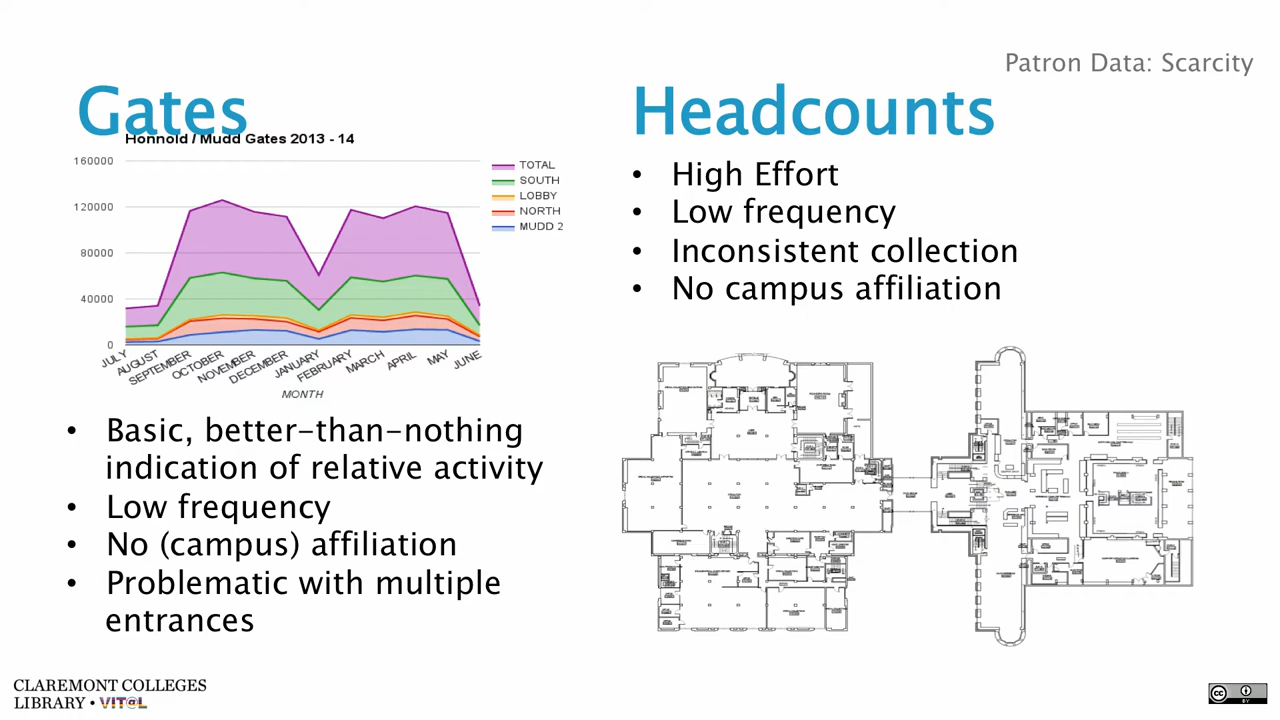 Patron Data: Scarcity
Gates
Honnold / Mudd Gates 2013 - 14
160000
120000
80000
40000
0
TOTAL
SOUTH
LOBBY
NORTH
MUDD 2
JULY
AUGUST
SEPTEMBER
OCTOBER
NOVEMBER
DECEMBER
JANUARY
FEBRUARY
MARCH
APRIL
MAY
JUNE
MONTH
• Basic, better-than-nothing
indication of relative activity
• Low frequency
• No (campus) affiliation
• Problematic with multiple
entrances
Headcounts
• High Effort
• Low frequency
• Inconsistent collection
• No campus affiliation
CLAREMONT COLLEGES
LIBRARY • VIT@L
cc
BY